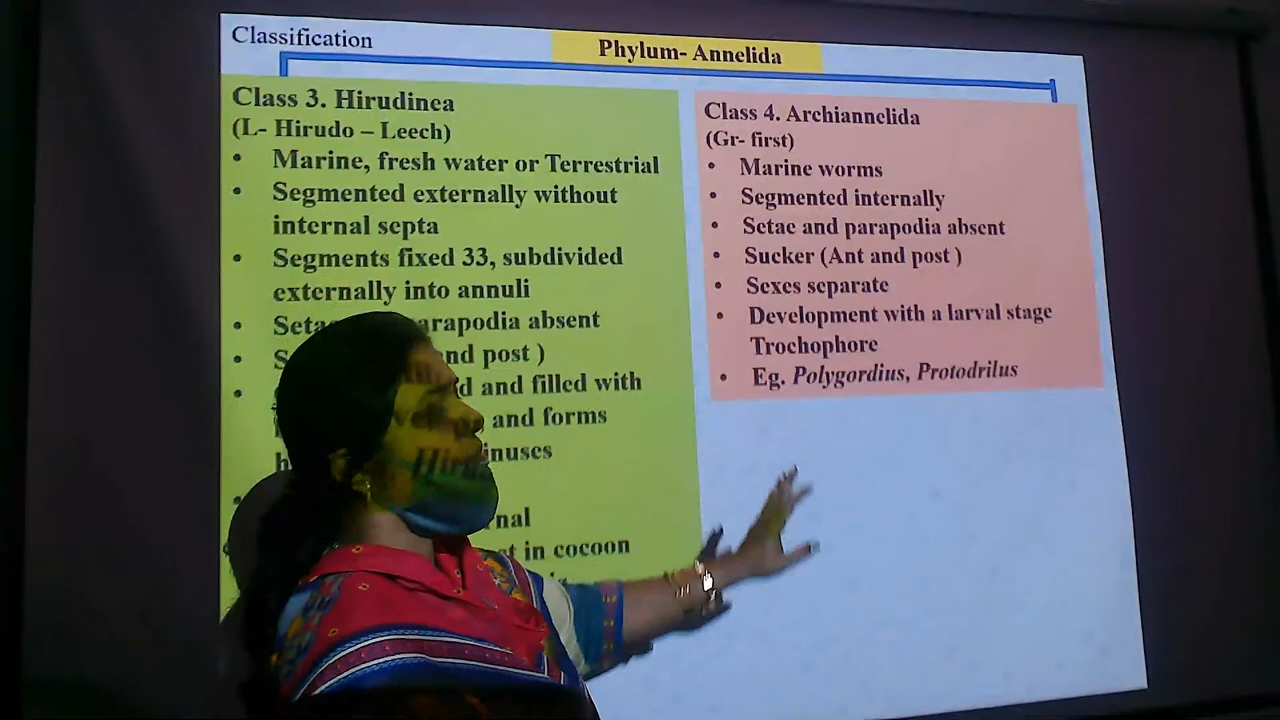 Classification
Phylum- Annelida
Class 3. Hirudinea
(L- Hirudo – Leech)
• Marine, fresh water or Terrestrial
• Segmented externally without
internal septa
• Segments fixed 33, subdivided
externally into annuli
• Seta arapodia absent
• S nd post )
• d and filled with
and forms
h inuses
• 
rnal
in cocoon
Hiru
Class 4. Archiannelida
(Gr- first)
• Marine worms
• Segmented internally
• Setae and parapodia absent
• Sucker (Ant and post )
• Sexes separate
• Development with a larval stage
Trochophore
• Eg. Polygordius, Protodrilus